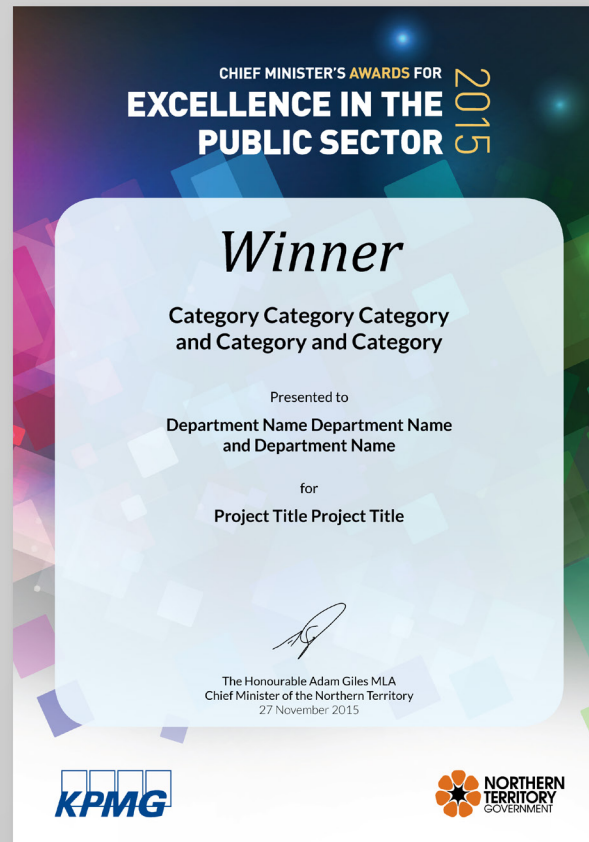 CHIEF MINISTER'S AWARDS FOR
EXCELLENCE IN THE
PUBLIC SECTOR
2015
Winner
Category Category Category
and Category and Category
Presented to
Department Name Department Name
and Department Name
for
Project Title Project Title
The Honourable Adam Giles MLA
Chief Minister of the Northern Territory
27 November 2015
KPMG
NORTHERN
TERRITORY
GOVERNMENT